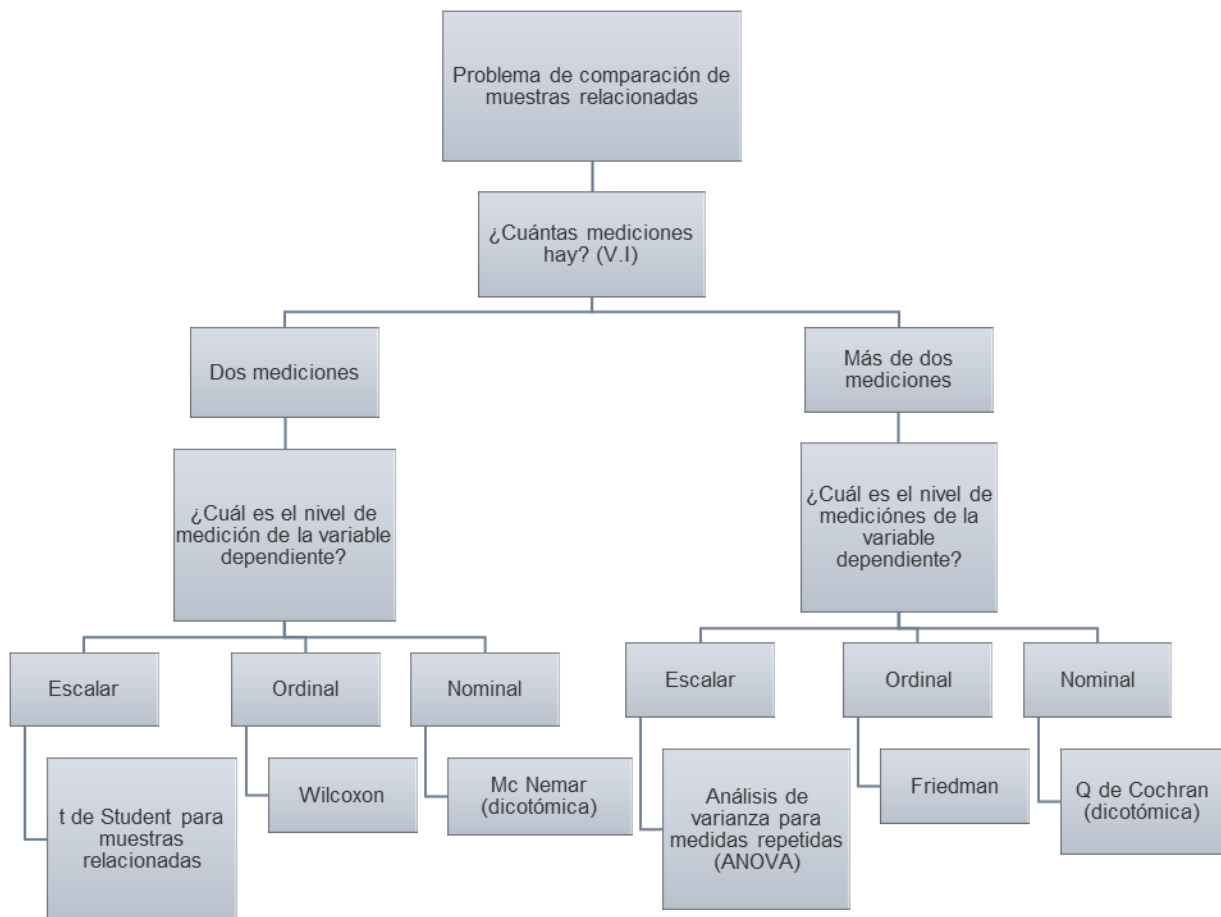 Problema de comparación de
muestras relacionadas
¿Cuántas mediciones
hay? (V.I)
Dos mediciones
Más de dos
mediciones
¿Cuál es el nivel de
medición de la variable
dependiente?
¿Cuál es el nivel de
mediciónes de la
variable
dependiente?
Escalar
Ordinal
Nominal
Escalar
Ordinal
Nominal
t de Student para
muestras
relacionadas
Wilcoxon
Mc Nemar
(dicotómica)
Análisis de
varianza para
medidas repetidas
(ANOVA)
Friedman
Q de Cochran
(dicotómica)